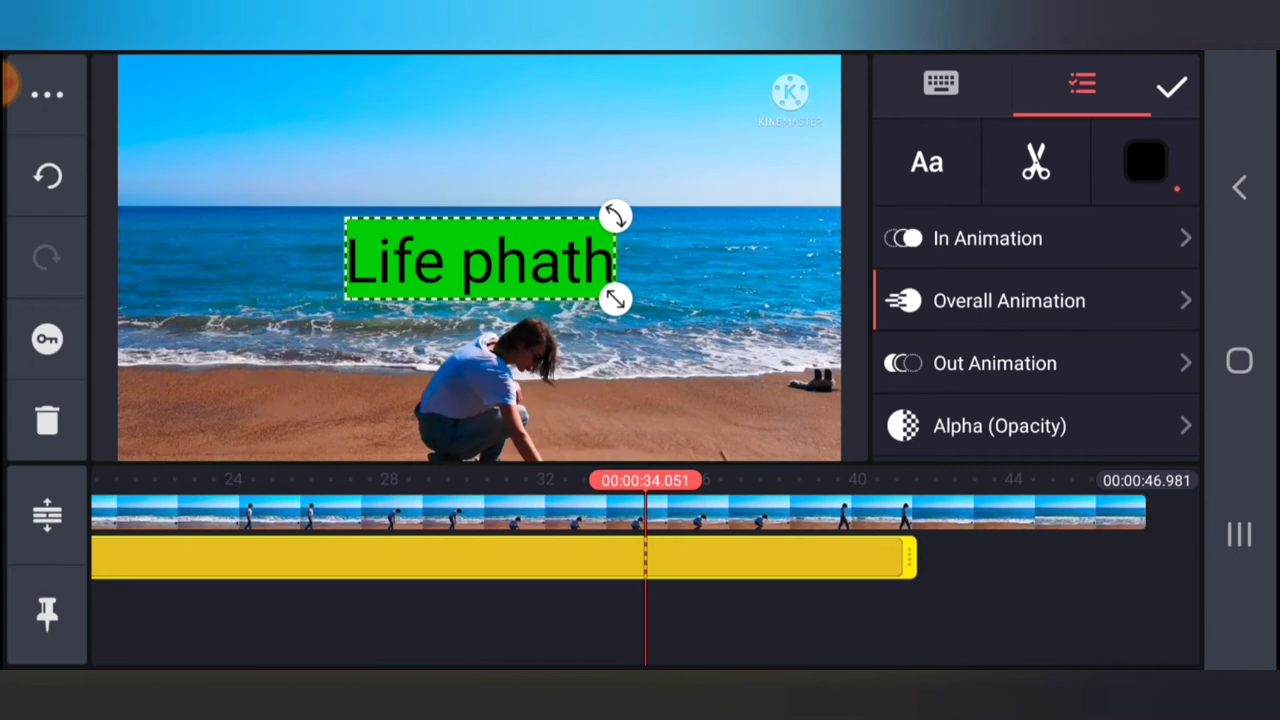 KINEMASTER
Life phath
Aa
In Animation
Overall Animation
Out Animation
Alpha (Opacity)
24
28
32
00:00:34.051
6
40
44
00:00:46.981